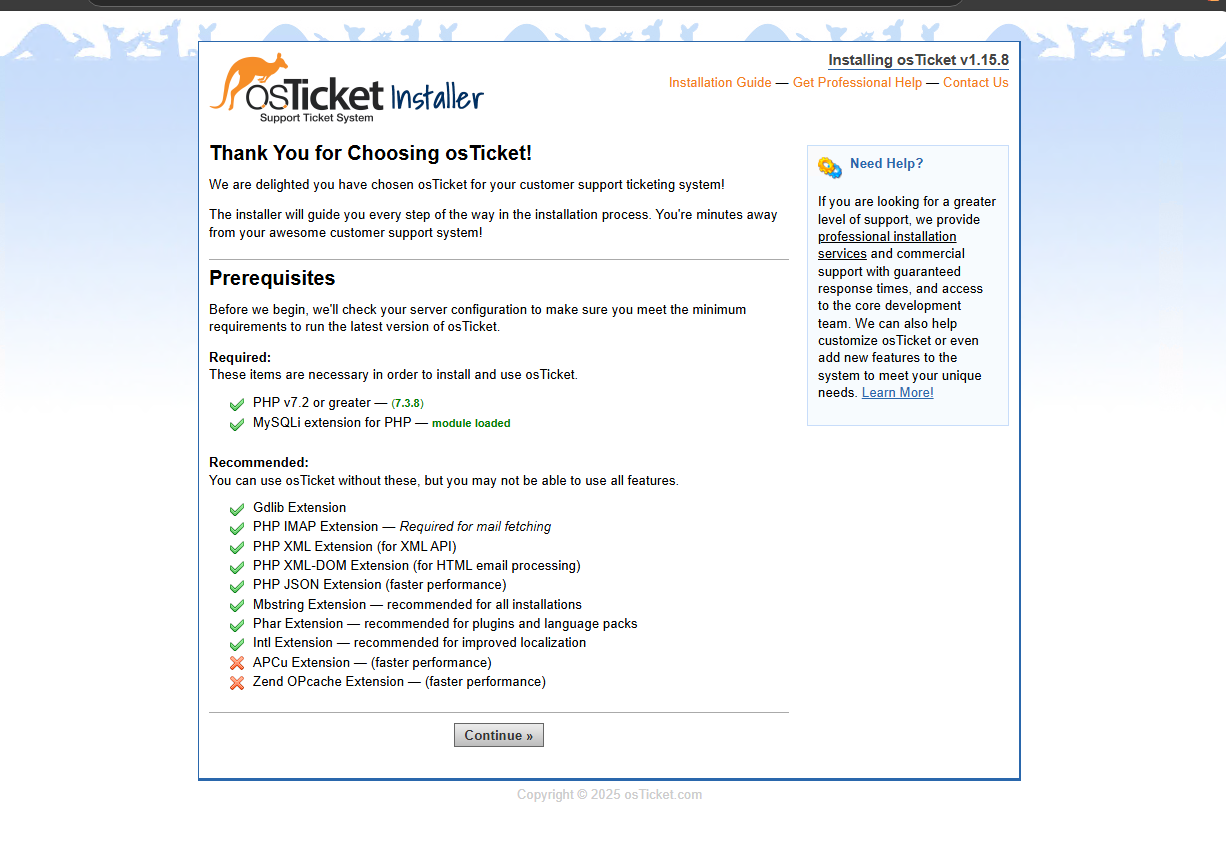 osTicket Installer
Support Ticket System
Installing osTicket v1.15.8
Installation Guide — Get Professional Help — Contact Us
Thank You for Choosing osTicket!
We are delighted you have chosen osTicket for your customer support ticketing system!
The installer will guide you every step of the way in the installation process. You're minutes away
from your awesome customer support system!
Prerequisites
Before we begin, we'll check your server configuration to make sure you meet the minimum
requirements to run the latest version of osTicket.
Required:
These items are necessary in order to install and use osTicket.
PHP v7.2 or greater — (7.3.8)
MySQLi extension for PHP — module loaded
Recommended:
You can use osTicket without these, but you may not be able to use all features.
Gdlib Extension
PHP IMAP Extension — Required for mail fetching
PHP XML Extension (for XML API)
PHP XML-DOM Extension (for HTML email processing)
PHP JSON Extension (faster performance)
Mbstring Extension — recommended for all installations
Phar Extension — recommended for plugins and language packs
Intl Extension — recommended for improved localization
APCu Extension — (faster performance)
Zend OPcache Extension — (faster performance)
Continue »
Need Help?
If you are looking for a greater
level of support, we provide
professional installation
services and commercial
support with guaranteed
response times, and access
to the core development
team. We can also help
customize osTicket or even
add new features to the
system to meet your unique
needs. Learn More!
Copyright © 2025 osTicket.com